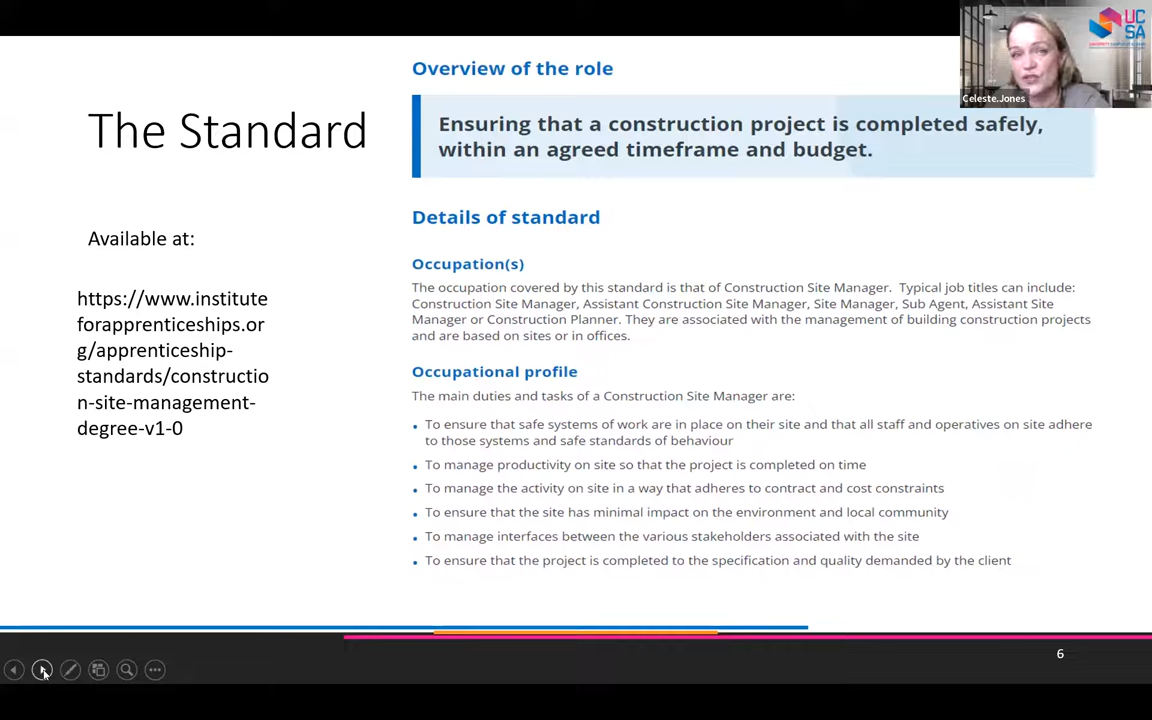 UC
SA
Celeste.Jones
The Standard
Available at:
https://www.institute
forapprenticeships.or
g/apprenticeship-
standards/constructio
n-site-management-
degree-v1-0
Overview of the role
Ensuring that a construction project is completed safely,
within an agreed timeframe and budget.
Details of standard
Occupation(s)
The occupation covered by this standard is that of Construction Site Manager. Typical job titles can include:
Construction Site Manager, Assistant Construction Site Manager, Site Manager, Sub Agent, Assistant Site
Manager or Construction Planner. They are associated with the management of building construction projects
and are based on sites or in offices.
Occupational profile
The main duties and tasks of a Construction Site Manager are:
• To ensure that safe systems of work are in place on their site and that all staff and operatives on site adhere
to those systems and safe standards of behaviour
• To manage productivity on site so that the project is completed on time
• To manage the activity on site in a way that adheres to contract and cost constraints
• To ensure that the site has minimal impact on the environment and local community
• To manage interfaces between the various stakeholders associated with the site
• To ensure that the project is completed to the specification and quality demanded by the client
6